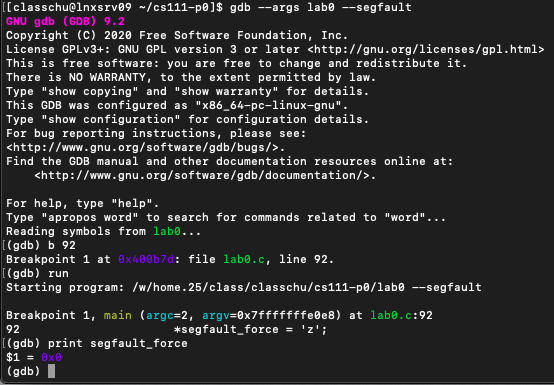 [[classchu@lnxsrv09 ~/cs111-p0]$ gdb --args lab0 --segfault
GNU gdb (GDB) 9.2
Copyright (C) 2020 Free Software Foundation, Inc.
License GPLv3+: GNU GPL version 3 or later <http://gnu.org/licenses/gpl.html>
This is free software: you are free to change and redistribute it.
There is NO WARRANTY, to the extent permitted by law.
Type "show copying" and "show warranty" for details.
This GDB was configured as "x86_64-pc-linux-gnu".
Type "show configuration" for configuration details.
For bug reporting instructions, please see:
<http://www.gnu.org/software/gdb/bugs/>.
Find the GDB manual and other documentation resources online at:
    <http://www.gnu.org/software/gdb/documentation/>.

For help, type "help".
Type "apropos word" to search for commands related to "word"...
Reading symbols from lab0...
[(gdb) b 92
Breakpoint 1 at 0x400b7d: file lab0.c, line 92.
[(gdb) run
Starting program: /w/home.25/class/classchu/cs111-p0/lab0 --segfault

Breakpoint 1, main (argc=2, argv=0x7fffffffe0e8) at lab0.c:92
92              *segfault_force = 'z';
[(gdb) print segfault_force
$1 = 0x0
(gdb)